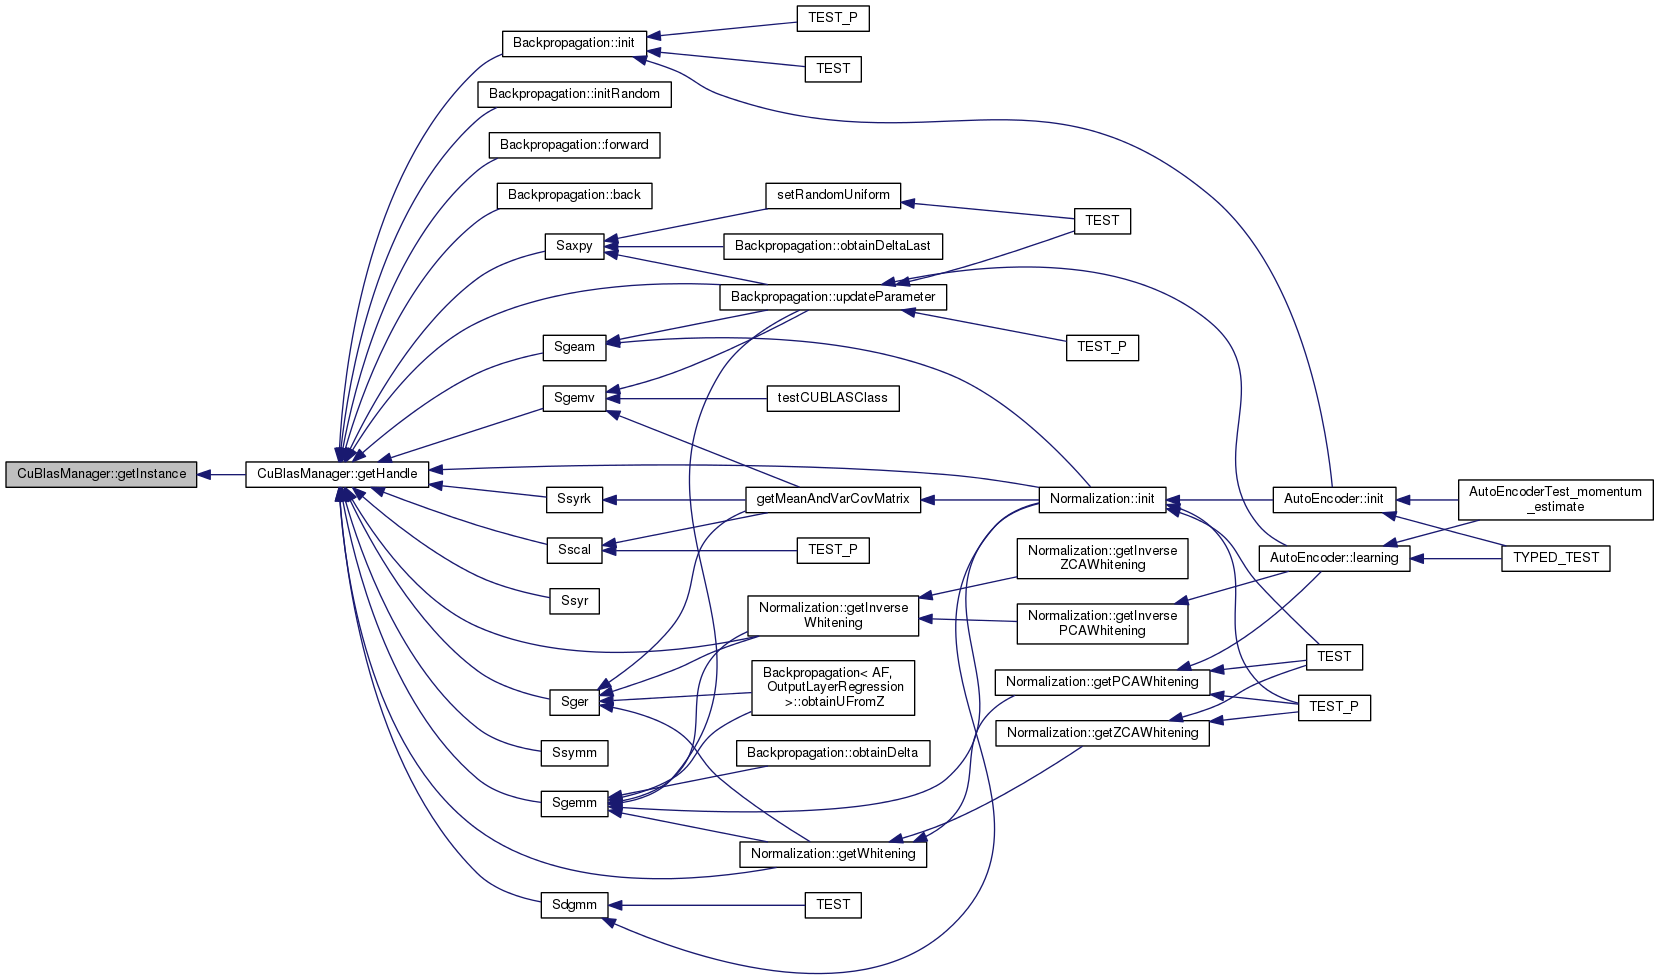 TEST_P
Backpropagation::init
TEST
Backpropagation::initRandom
Backpropagation::forward
Backpropagation::back
setRandomUniform
TEST
Saxpy
Backpropagation::obtainDeltaLast
Backpropagation::updateParameter
Sgeam
TEST_P
Sgemv
testCUBLASClass
CuBlasManager::getInstance
CuBlasManager::getHandle
Ssyrk
getMeanAndVarCovMatrix
Normalization::init
AutoEncoder::init
AutoEncoderTest_momentum
_estimate
Sscal
TEST_P
Normalization::getInverse
ZCAWhitening
AutoEncoder::learning
TYPED_TEST
Ssyr
Normalization::getInverse
Whitening
Normalization::getInverse
PCAWhitening
TEST
Sger
Backpropagation< AF,
OutputLayerRegression
>::obtainUFromZ
Normalization::getPCAWhitening
TEST_P
Normalization::getZCAWhitening
Ssymm
Backpropagation::obtainDelta
Sgemm
Normalization::getWhitening
Sdgmm
TEST